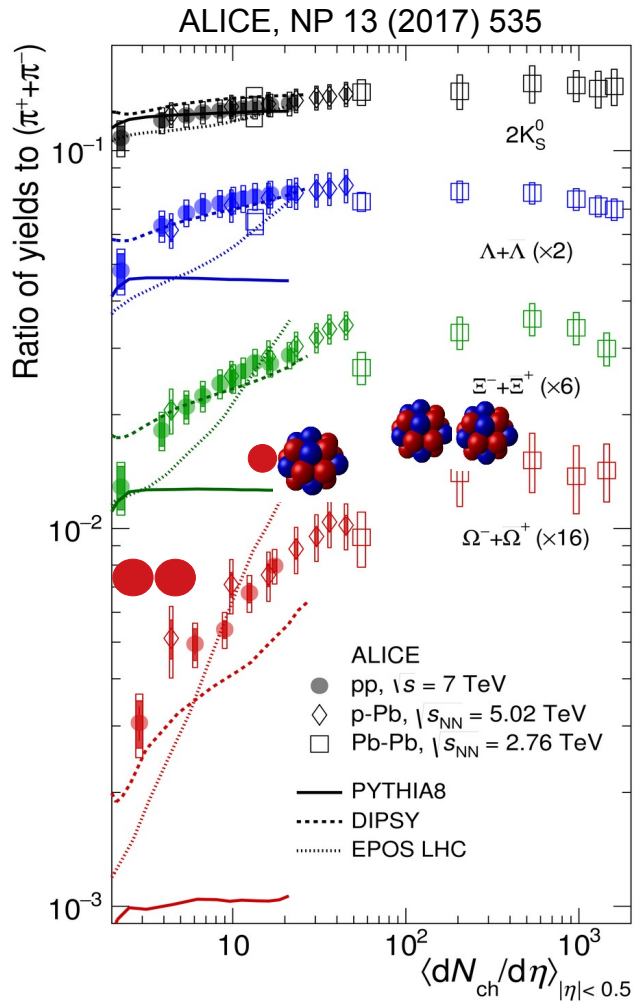 ALICE, NP 13 (2017) 535
Ratio of yields to (π⁺+π⁻)
10⁻¹
10⁻²
10⁻³
2K⁰S
Λ+Λ (×2)
Ξ⁻+Ξ⁺ (×6)
Ω⁻+Ω⁺ (×16)
ALICE
pp, √s = 7 TeV
p-Pb, √sNN = 5.02 TeV
Pb-Pb, √sNN = 2.76 TeV
PYTHIA8
DIPSY
EPOS LHC
10 10² 10³
⟨dNch/dη⟩|η|< 0.5